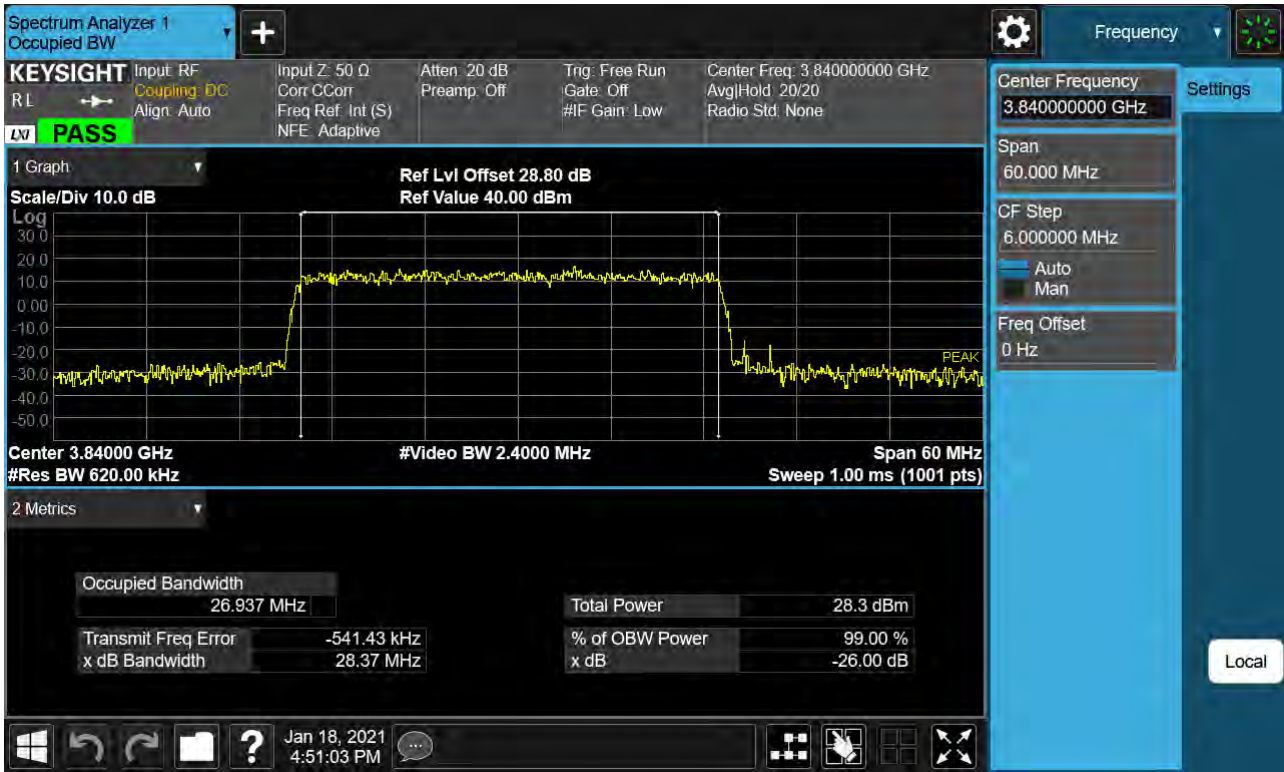 Spectrum Analyzer 1
Occupied BW
+
Frequency
KEYSIGHT
RL
LXI PASS
Input: RF
Coupling: DC
Align: Auto
Input Z: 50 Ω
Corr CCorr
Freq Ref: Int (S)
NFE: Adaptive
Atten: 20 dB
Preamp: Off
Trig: Free Run
Gate: Off
#IF Gain: Low
Center Freq: 3.840000000 GHz
Avg|Hold: 20/20
Radio Std: None
Center Frequency
3.840000000 GHz
Settings
Span
60.000 MHz
CF Step
6.000000 MHz
Auto
Man
Freq Offset
0 Hz
Local
1 Graph
Scale/Div 10.0 dB
Ref Lvl Offset 28.80 dB
Ref Value 40.00 dBm
Log
30.0
20.0
10.0
0.00
-10.0
-20.0
-30.0
-40.0
-50.0
PEAK
Center 3.84000 GHz
#Video BW 2.4000 MHz
Span 60 MHz
#Res BW 620.00 kHz
Sweep 1.00 ms (1001 pts)
2 Metrics
Occupied Bandwidth
26.937 MHz
Total Power 28.3 dBm
Transmit Freq Error -541.43 kHz
% of OBW Power 99.00 %
x dB Bandwidth 28.37 MHz
x dB -26.00 dB
?
Jan 18, 2021
4:51:03 PM